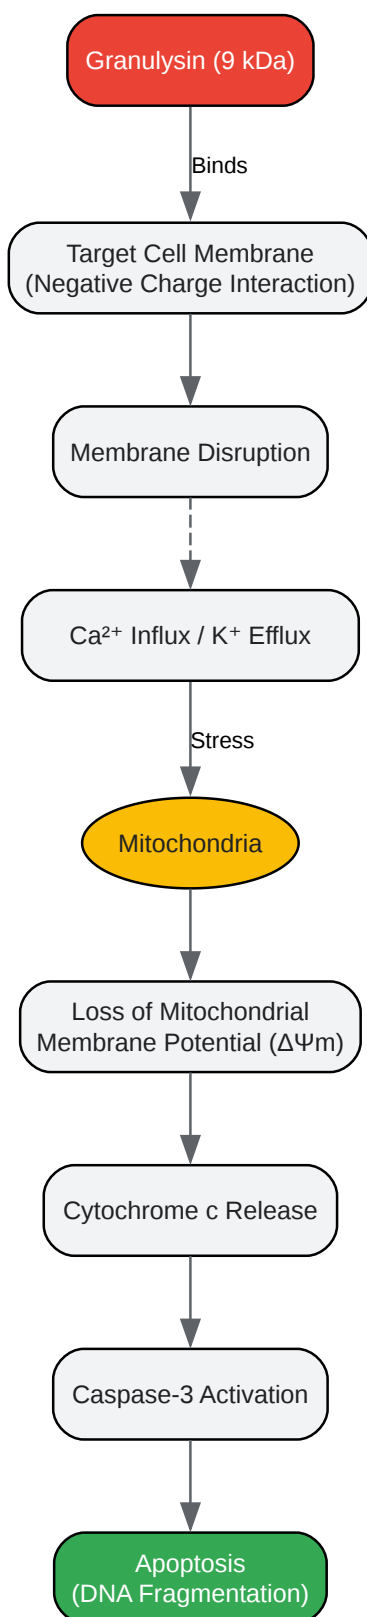 Granulysin (9 kDa)
Binds
Target Cell Membrane
(Negative Charge Interaction)
Membrane Disruption
Ca²⁺ Influx / K⁺ Efflux
Stress
Mitochondria
Loss of Mitochondrial
Membrane Potential (ΔΨm)
Cytochrome c Release
Caspase-3 Activation
Apoptosis
(DNA Fragmentation)